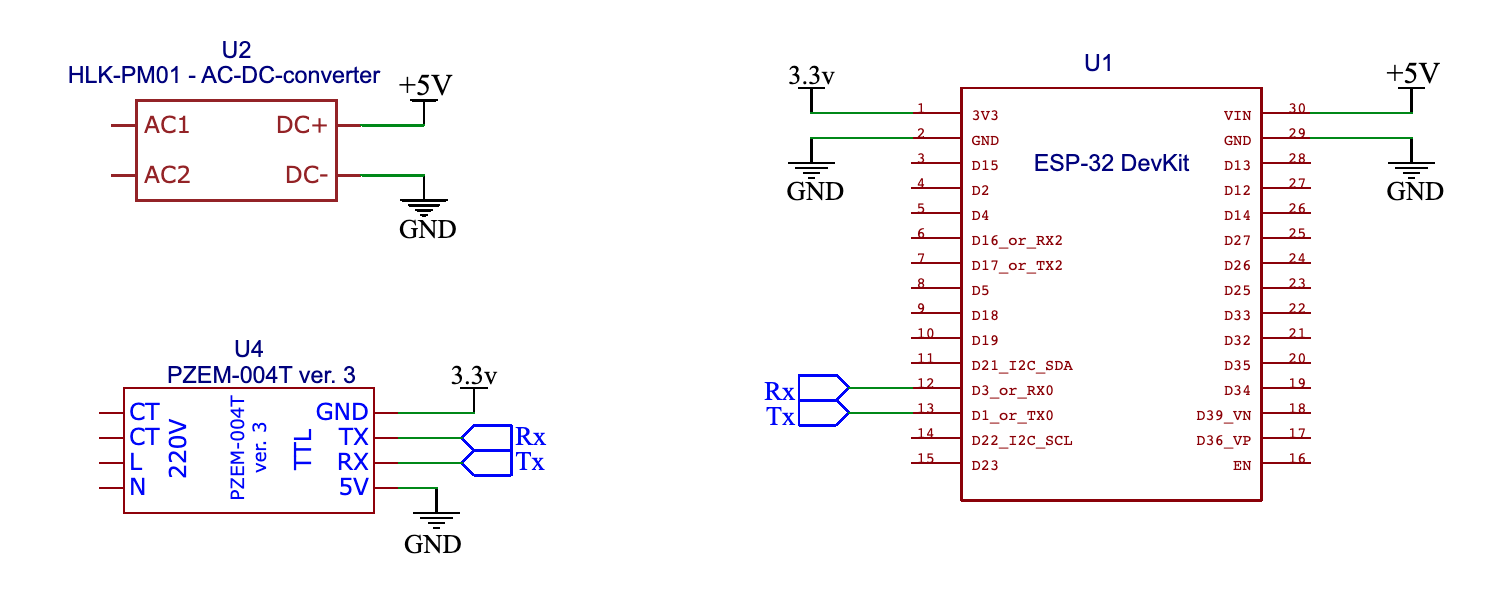 U2
HLK-PM01 - AC-DC-converter
+5V
AC1
DC+
AC2
DC-
GND
U4
PZEM-004T ver. 3
3.3v
CT
CT
L
N
220V
PZEM-004T
ver. 3
TTL
GND
TX
RX
5V
Rx
Tx
GND
U1
ESP-32 DevKit
3.3v
GND
+5V
GND
Rx
Tx
1 3V3
2 GND
3 D15
4 D2
5 D4
6 D16_or_RX2
7 D17_or_TX2
8 D5
9 D18
10 D19
11 D21_I2C_SDA
12 D3_or_RX0
13 D1_or_TX0
14 D22_I2C_SCL
15 D23
VIN 30
GND 29
D13 28
D12 27
D14 26
D27 25
D26 24
D25 23
D33 22
D32 21
D35 20
D34 19
D39_VN 18
D36_VP 17
EN 16